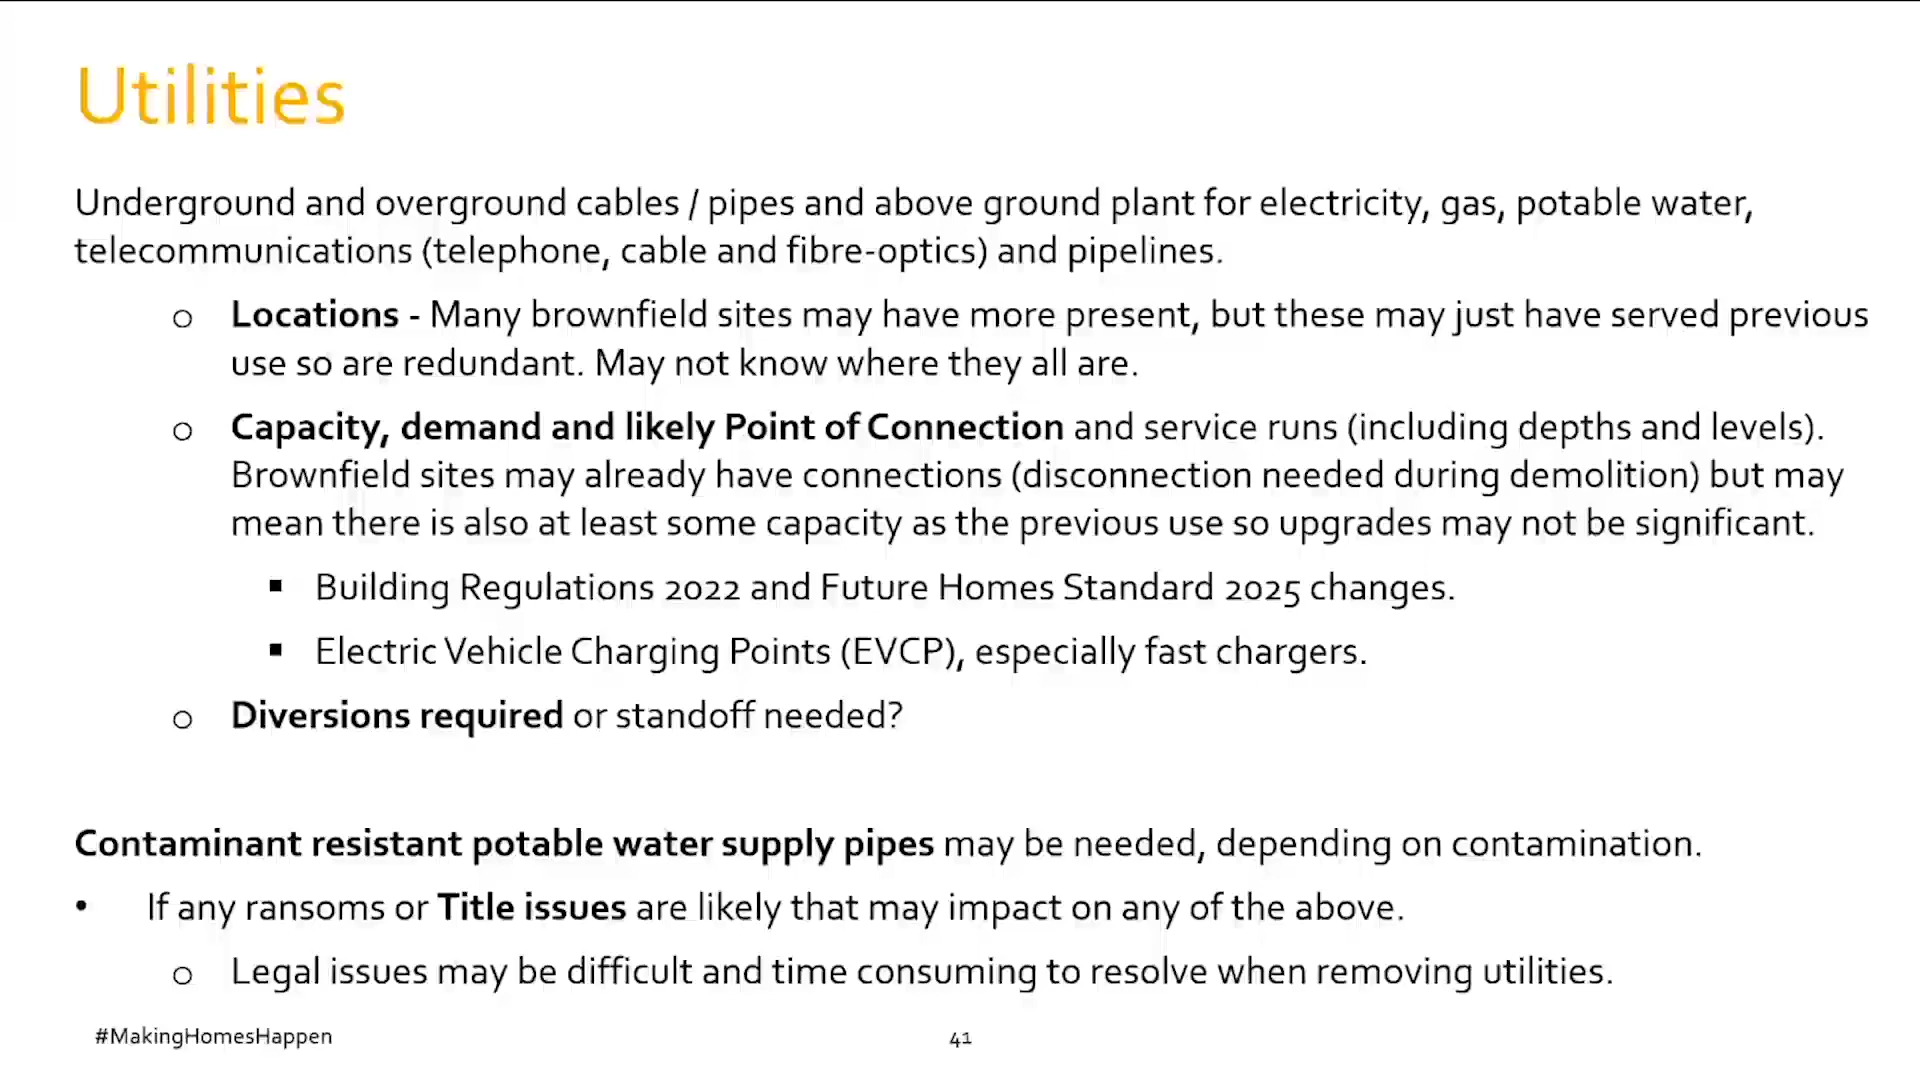 Utilities
Underground and overground cables / pipes and above ground plant for electricity, gas, potable water,
telecommunications (telephone, cable and fibre-optics) and pipelines.
o Locations - Many brownfield sites may have more present, but these may just have served previous
use so are redundant. May not know where they all are.
o Capacity, demand and likely Point of Connection and service runs (including depths and levels).
Brownfield sites may already have connections (disconnection needed during demolition) but may
mean there is also at least some capacity as the previous use so upgrades may not be significant.
▪ Building Regulations 2022 and Future Homes Standard 2025 changes.
▪ Electric Vehicle Charging Points (EVCP), especially fast chargers.
o Diversions required or standoff needed?
Contaminant resistant potable water supply pipes may be needed, depending on contamination.
• If any ransoms or Title issues are likely that may impact on any of the above.
o Legal issues may be difficult and time consuming to resolve when removing utilities.
#MakingHomesHappen
41